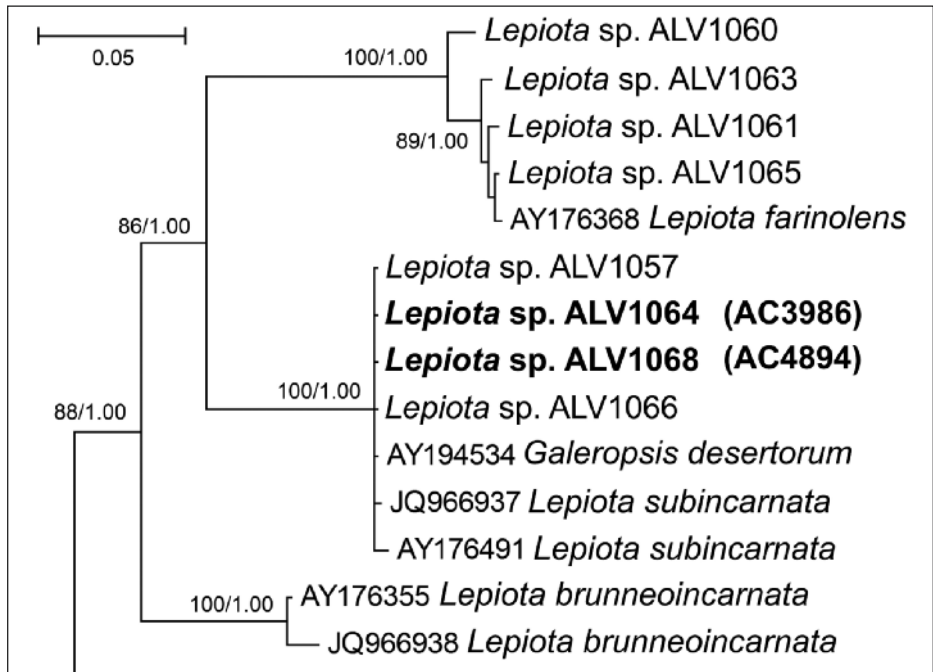 Lepiota sp. ALV1060
0.05
100/1.00
Lepiota sp. ALV1063
Lepiota sp. ALV1061
89/1.00
Lepiota sp. ALV1065
AY176368 Lepiota farinolens
86/1.00
Lepiota sp. ALV1057
Lepiota sp. ALV1064 (AC3986)
Lepiota sp. ALV1068 (AC4894)
100/1.00
Lepiota sp. ALV1066
88/1.00
AY194534 Galeropsis desertorum
JQ966937 Lepiota subincarnata
AY176491 Lepiota subincarnata
AY176355 Lepiota brunneoincarnata
100/1.00
JQ966938 Lepiota brunneoincarnata